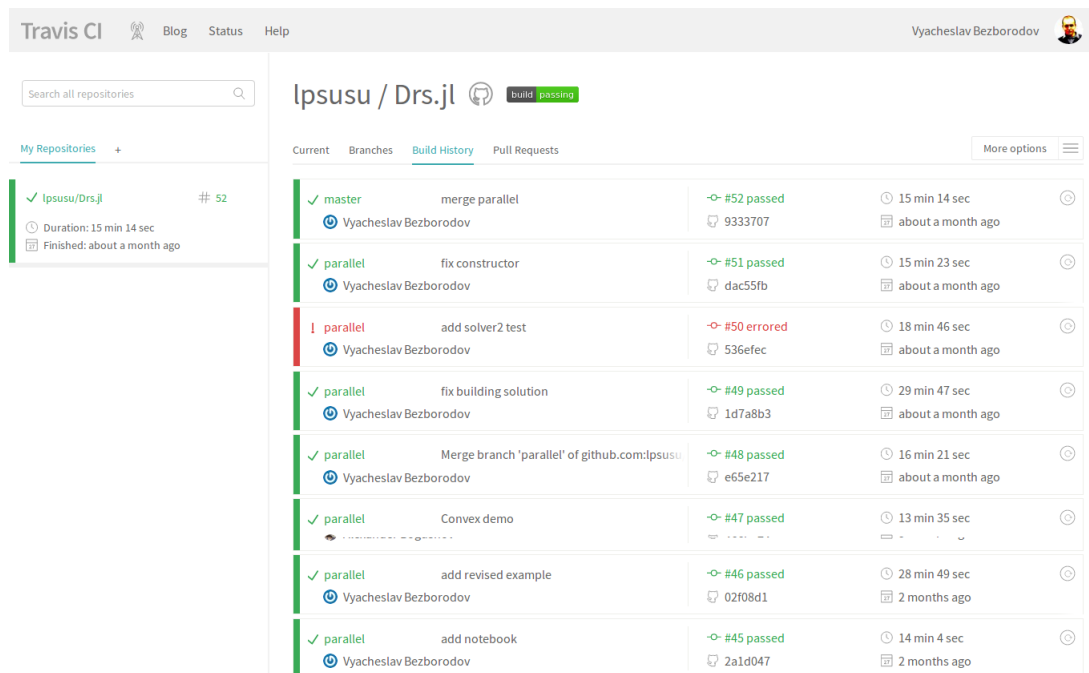 Travis CI Blog Status Help Vyacheslav Bezborodov
Search all repositories
My Repositories +
lpsusu/Drs.jl # 52
Duration: 15 min 14 sec
Finished: about a month ago
lpsusu / Drs.jl build passing
Current Branches Build History Pull Requests More options
master merge parallel #52 passed 15 min 14 sec
Vyacheslav Bezborodov 9333707 about a month ago
parallel fix constructor #51 passed 15 min 23 sec
Vyacheslav Bezborodov dac55fb about a month ago
! parallel add solver2 test #50 errored 18 min 46 sec
Vyacheslav Bezborodov 536efec about a month ago
parallel fix building solution #49 passed 29 min 47 sec
Vyacheslav Bezborodov 1d7a8b3 about a month ago
parallel Merge branch 'parallel' of github.com:lpsusu #48 passed 16 min 21 sec
Vyacheslav Bezborodov e65e217 about a month ago
parallel Convex demo #47 passed 13 min 35 sec
parallel add revised example #46 passed 28 min 49 sec
Vyacheslav Bezborodov 02f08d1 2 months ago
parallel add notebook #45 passed 14 min 4 sec
Vyacheslav Bezborodov 2a1d047 2 months ago